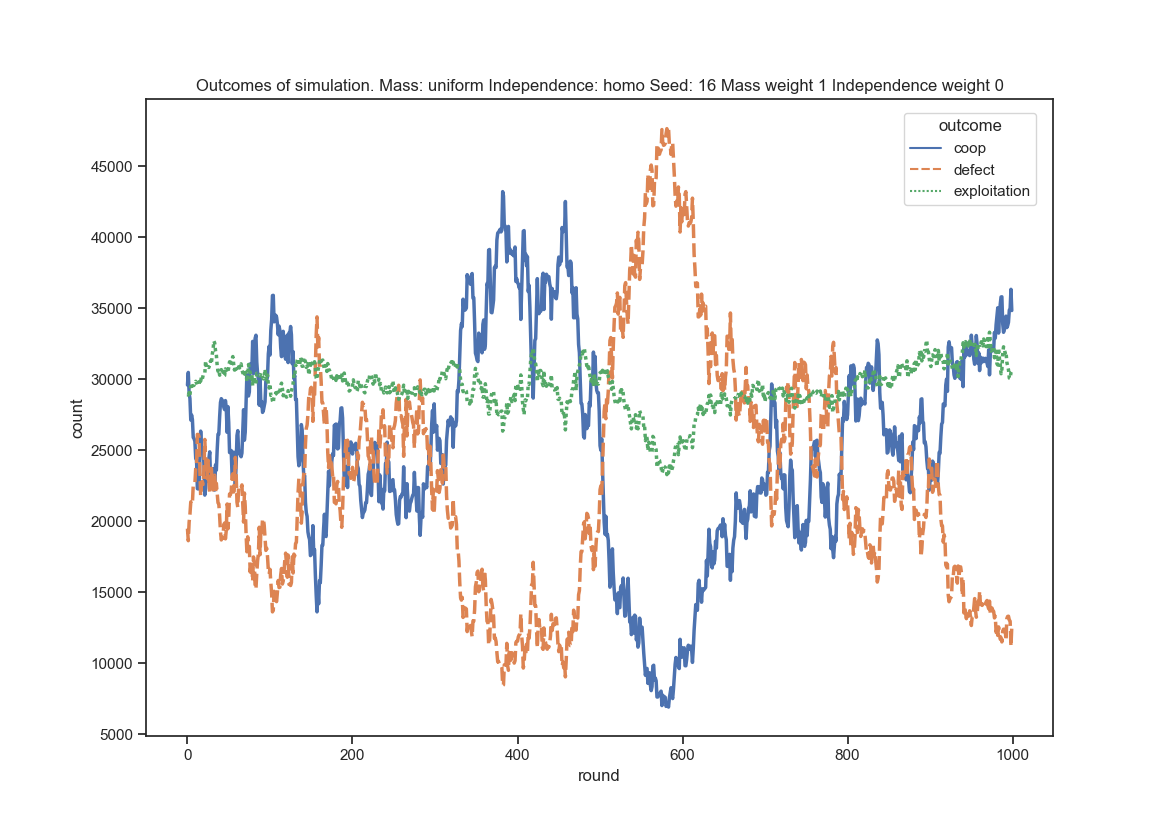 Outcomes of simulation. Mass: uniform Independence: homo Seed: 16 Mass weight 1 Independence weight 0
outcome
coop
defect
exploitation
45000
40000
35000
30000
25000
20000
15000
10000
5000
count
0 200 400 600 800 1000
round